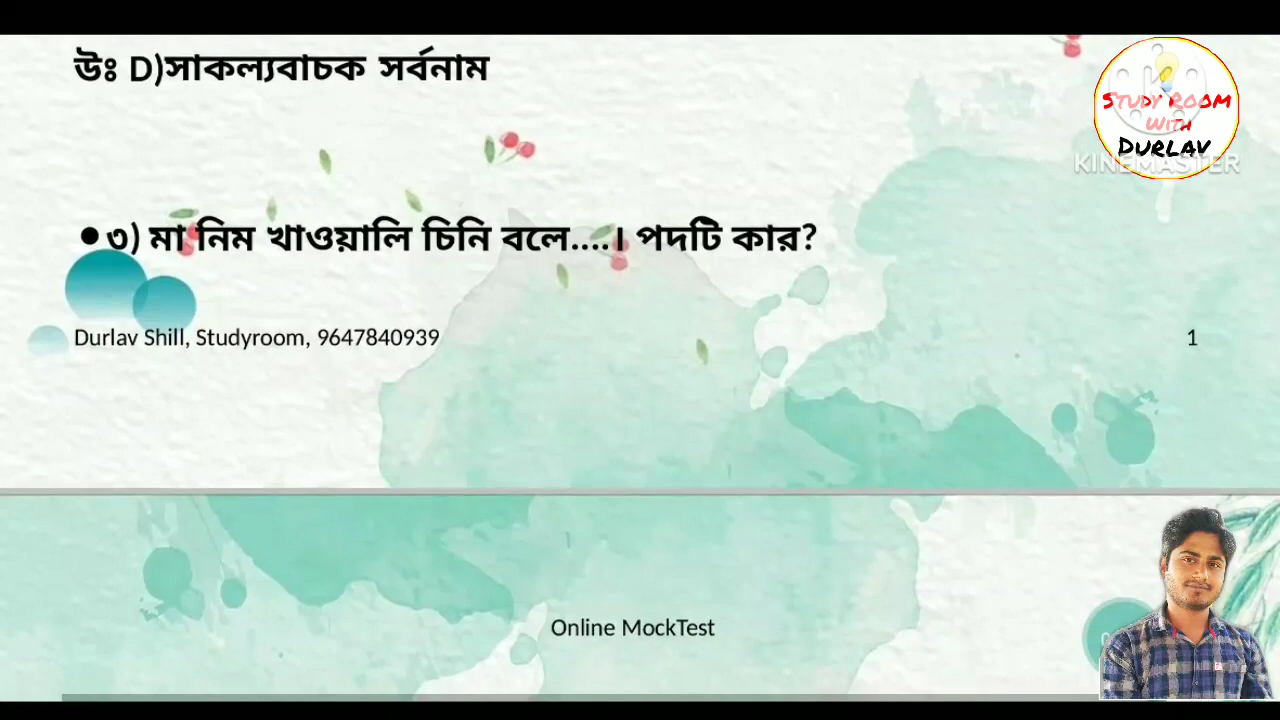 উঃ D)সাকল্যবাচক সর্বনাম
STUDY ROOM
WITH
DURLAV
KINEMASTER
•৩) মা নিম খাওয়ালি চিনি বলে....। পদটি কার?
Durlav Shill, Studyroom, 9647840939
1
Online MockTest